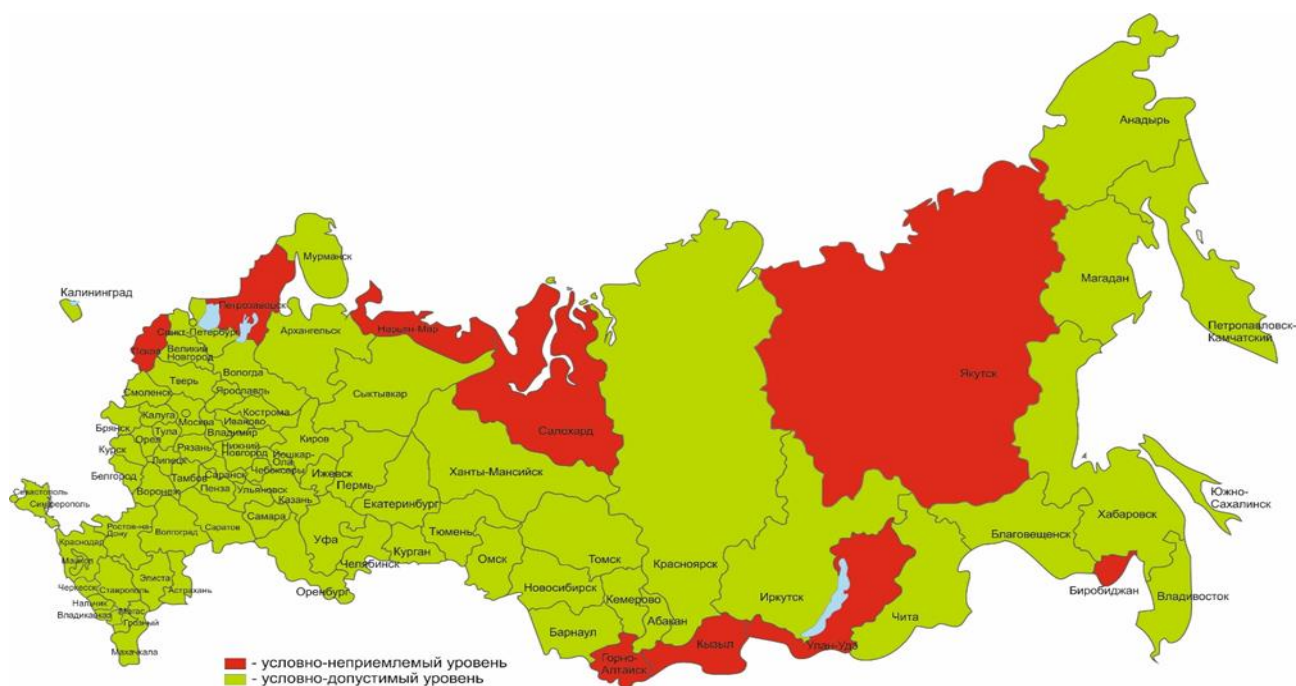 Анадырь
Мурманск
Магадан
Калининград
Петрозаводск
Санкт-Петербург
Архангельск
Нарьян-Мар
Петропавловск-
Камчатский
Псков
Великий
Новгород
Вологда
Якутск
Тверь
Ярославль
Сыктывкар
Смоленск
Салохард
Калуга
Москва
Кострома
Иваново
Брянск
Тула
Владимир
Орел
Киров
Курск
Рязань
Нижний
Новгород
Йошкар-
Ола
Липецк
Чебоксары
Ижевск
Ханты-Мансийск
Белгород
Тамбов
Саранск
Пермь
Воронеж
Пенза
Ульяновск
Казань
Екатеринбург
Севастополь
Симферополь
Самара
Южно-
Сахалинск
Хабаровск
Ростов-на-
Дону
Волгоград
Саратов
Тюмень
Благовещенск
Краснодар
Уфа
Курган
Омск
Томск
Красноярск
Майкоп
Челябинск
Элиста
Новосибирск
Черкесск
Ставрополь
Астрахань
Оренбург
Кемерово
Иркутск
Биробиджан
Владивосток
Нальчик
Магас
Владикавказ
Грозный
Барнаул
Абакан
Чита
Махачкала
Кызыл
Улан-Удэ
Горно-
Алтайск
- условно-неприемлемый уровень
- условно-допустимый уровень